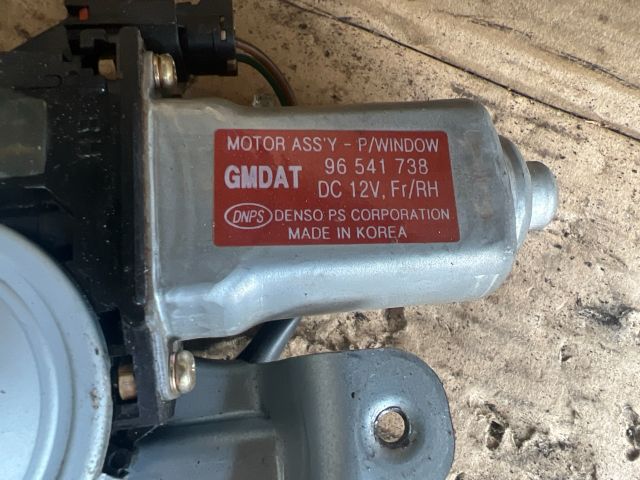 MOTOR ASS'Y - P/WINDOW
GMDAT 96 541 738
DC 12V, Fr/RH
DNPS DENSO PS CORPORATION
MADE IN KOREA